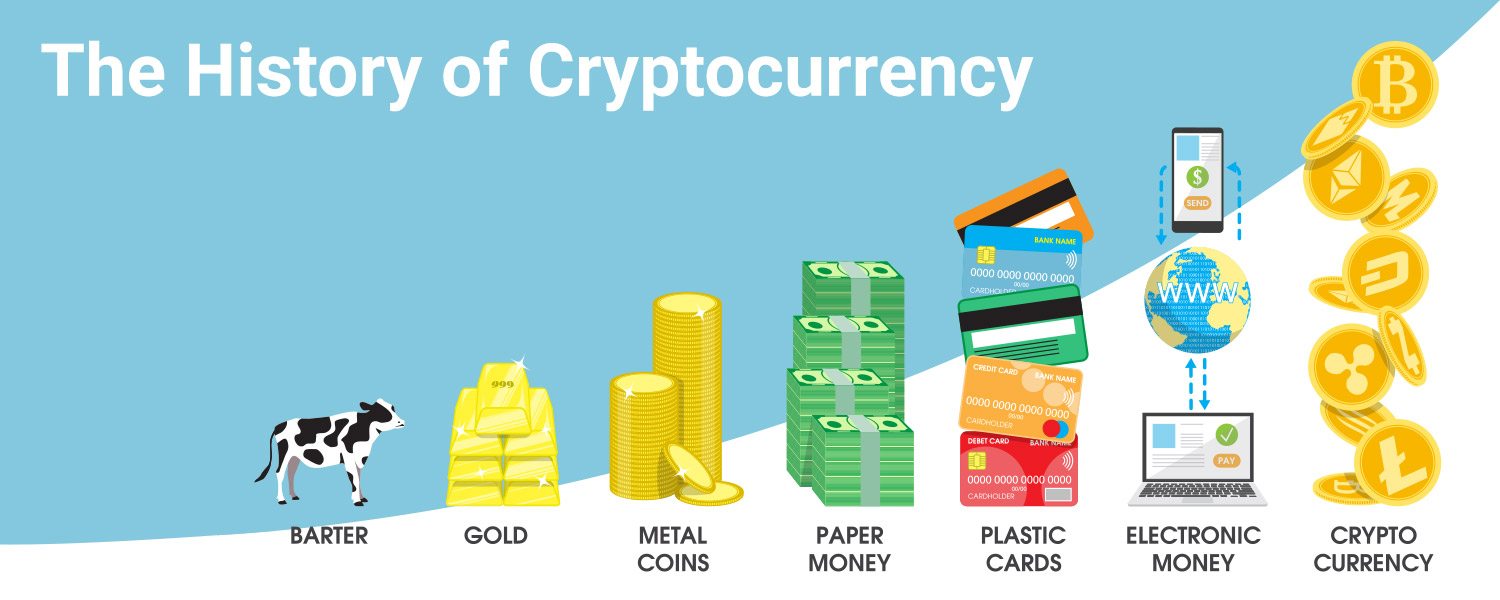 The History of Cryptocurrency
BARTER
999
GOLD
METAL
COINS
PAPER
MONEY
BANK NAME
0000 0000 0000 0000
00/00
CARDHOLDER
CREDIT CARD
BANK NAME
0000 0000 0000 0000
00/00
CARDHOLDER
DEBET CARD
BANK NAME
0000 0000 0000 0000
00/00
CARDHOLDER
PLASTIC
CARDS
$
SEND
WWW
PAY
ELECTRONIC
MONEY
CRYPTO
CURRENCY